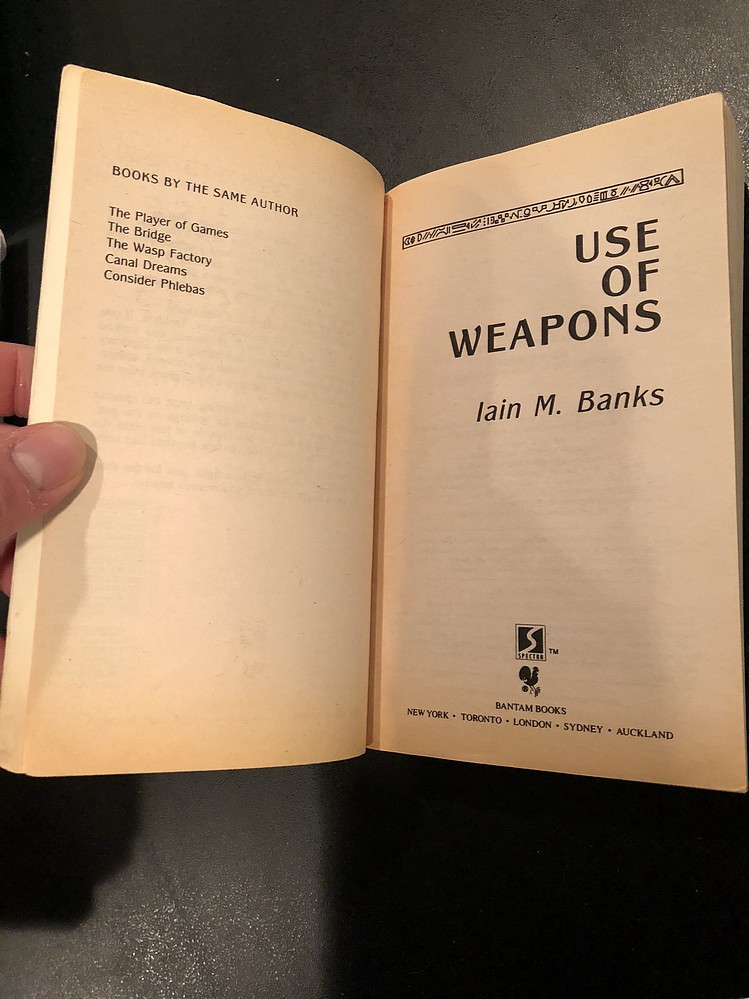 BOOKS BY THE SAME AUTHOR
The Player of Games
The Bridge
The Wasp Factory
Canal Dreams
Consider Phlebas
USE
OF
WEAPONS
Iain M. Banks
S
SPECTRA ™
BANTAM BOOKS
NEW YORK • TORONTO • LONDON • SYDNEY • AUCKLAND